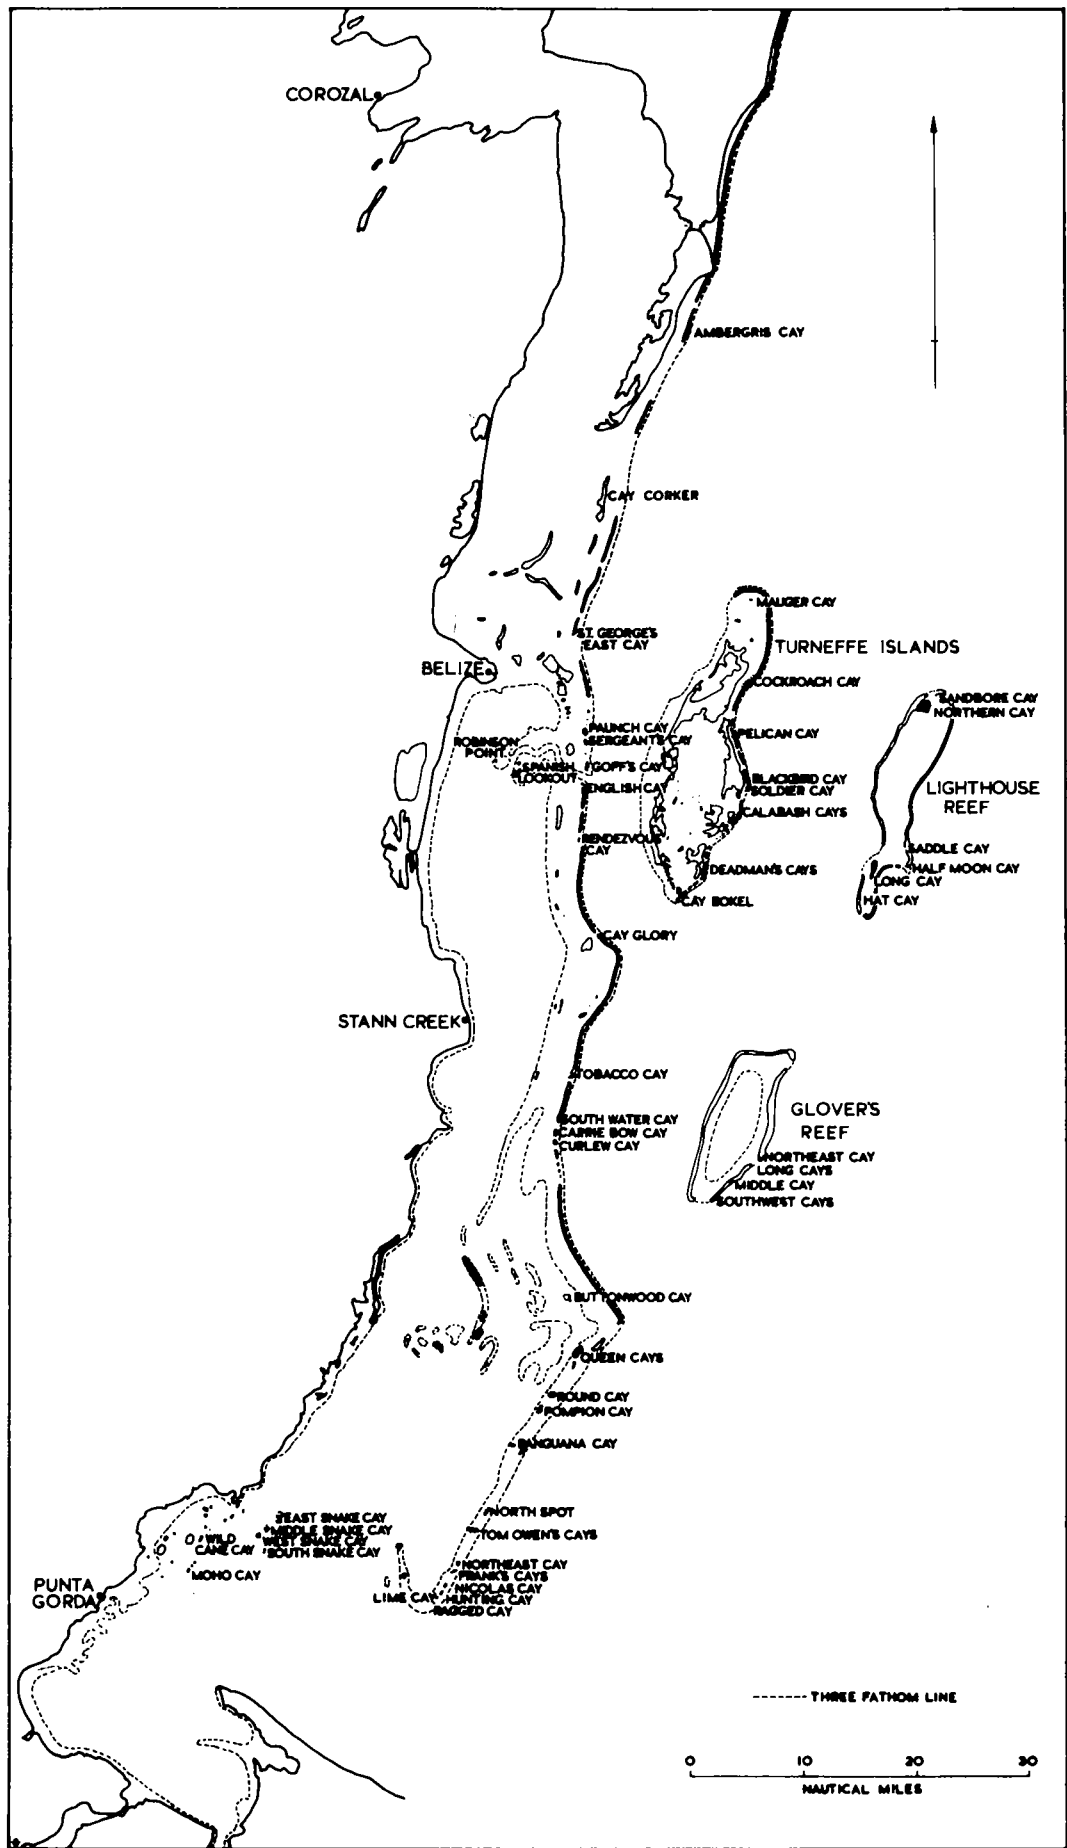 COROZAL
AMBERGRIS CAY
CAY CORKER
MAUGER CAY
ST. GEORGE'S
EAST CAY
TURNEFFE ISLANDS
BELIZE
COCKROACH CAY
SANDBORE CAY
NORTHERN CAY
PAUNCH CAY
SERGEANT'S CAY
PELICAN CAY
ROBINSON
POINT
SPANISH
LOOKOUT
GOFF'S CAY
ENGLISH CAY
BLACKBIRD CAY
SOLDIER CAY
CALABASH CAYS
LIGHTHOUSE
REEF
RENDEZVOUS
CAY
SADDLE CAY
DEADMAN'S CAYS
HALF MOON CAY
LONG CAY
CAY BOKEL
HAT CAY
CAY GLORY
STANN CREEK
TOBACCO CAY
SOUTH WATER CAY
CARRIE BOW CAY
CURLEW CAY
GLOVER'S
REEF
NORTHEAST CAY
LONG CAYS
MIDDLE CAY
SOUTHWEST CAYS
BUTTONWOOD CAY
QUEEN CAYS
ROUND CAY
POMPION CAY
RANGUANA CAY
NORTH SPOT
TOM OWEN'S CAYS
EAST SNAKE CAY
MIDDLE SNAKE CAY
WEST SNAKE CAY
SOUTH SNAKE CAY
WILD
CANE CAY
MOHO CAY
PUNTA
GORDA
NORTHEAST CAY
FRANK'S CAYS
NICOLAS CAY
LIME CAY
HUNTING CAY
RAGGED CAY
THREE FATHOM LINE
0 10 20 30
NAUTICAL MILES